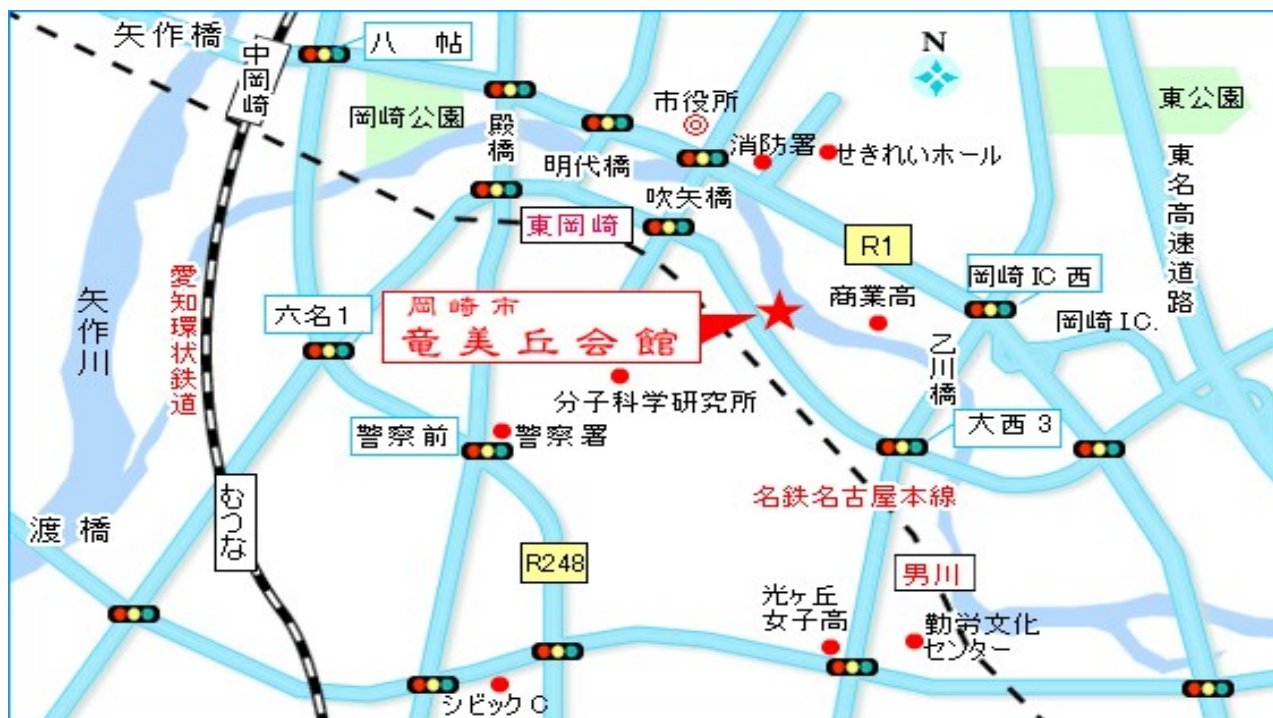 矢作橋
八 帖
N
中岡崎
岡崎公園
殿橋
市役所
消防署
せきれいホール
東公園
明代橋
吹矢橋
東名高速道路
東岡崎
R1
愛知環状鉄道
矢作川
六名1
岡崎市
竜美丘会館
商業高
岡崎IC西
岡崎IC.
乙川橋
分子科学研究所
警察前
警察署
大西3
名鉄名古屋本線
むつな
渡橋
R248
男川
光ヶ丘
女子高
勤労文化
センター
シビックC